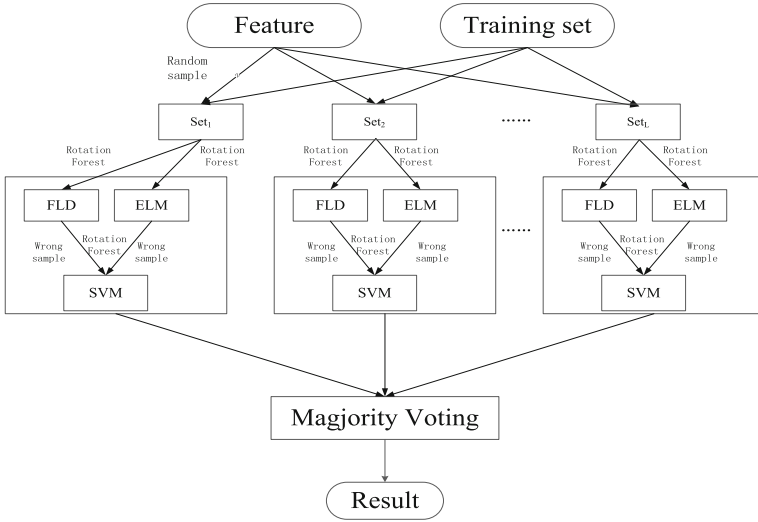 Feature
Training set
Random
sample
Set1
Set2
......
SetL
Rotation
Forest
Rotation
Forest
Rotation
Forest
Rotation
Forest
Rotation
Forest
Rotation
Forest
FLD
ELM
FLD
ELM
......
FLD
ELM
Wrong
sample
Rotation
Forest
Wrong
sample
Wrong
sample
Rotation
Forest
Wrong
sample
Wrong
sample
Rotation
Forest
Wrong
sample
SVM
SVM
SVM
Magjority Voting
Result